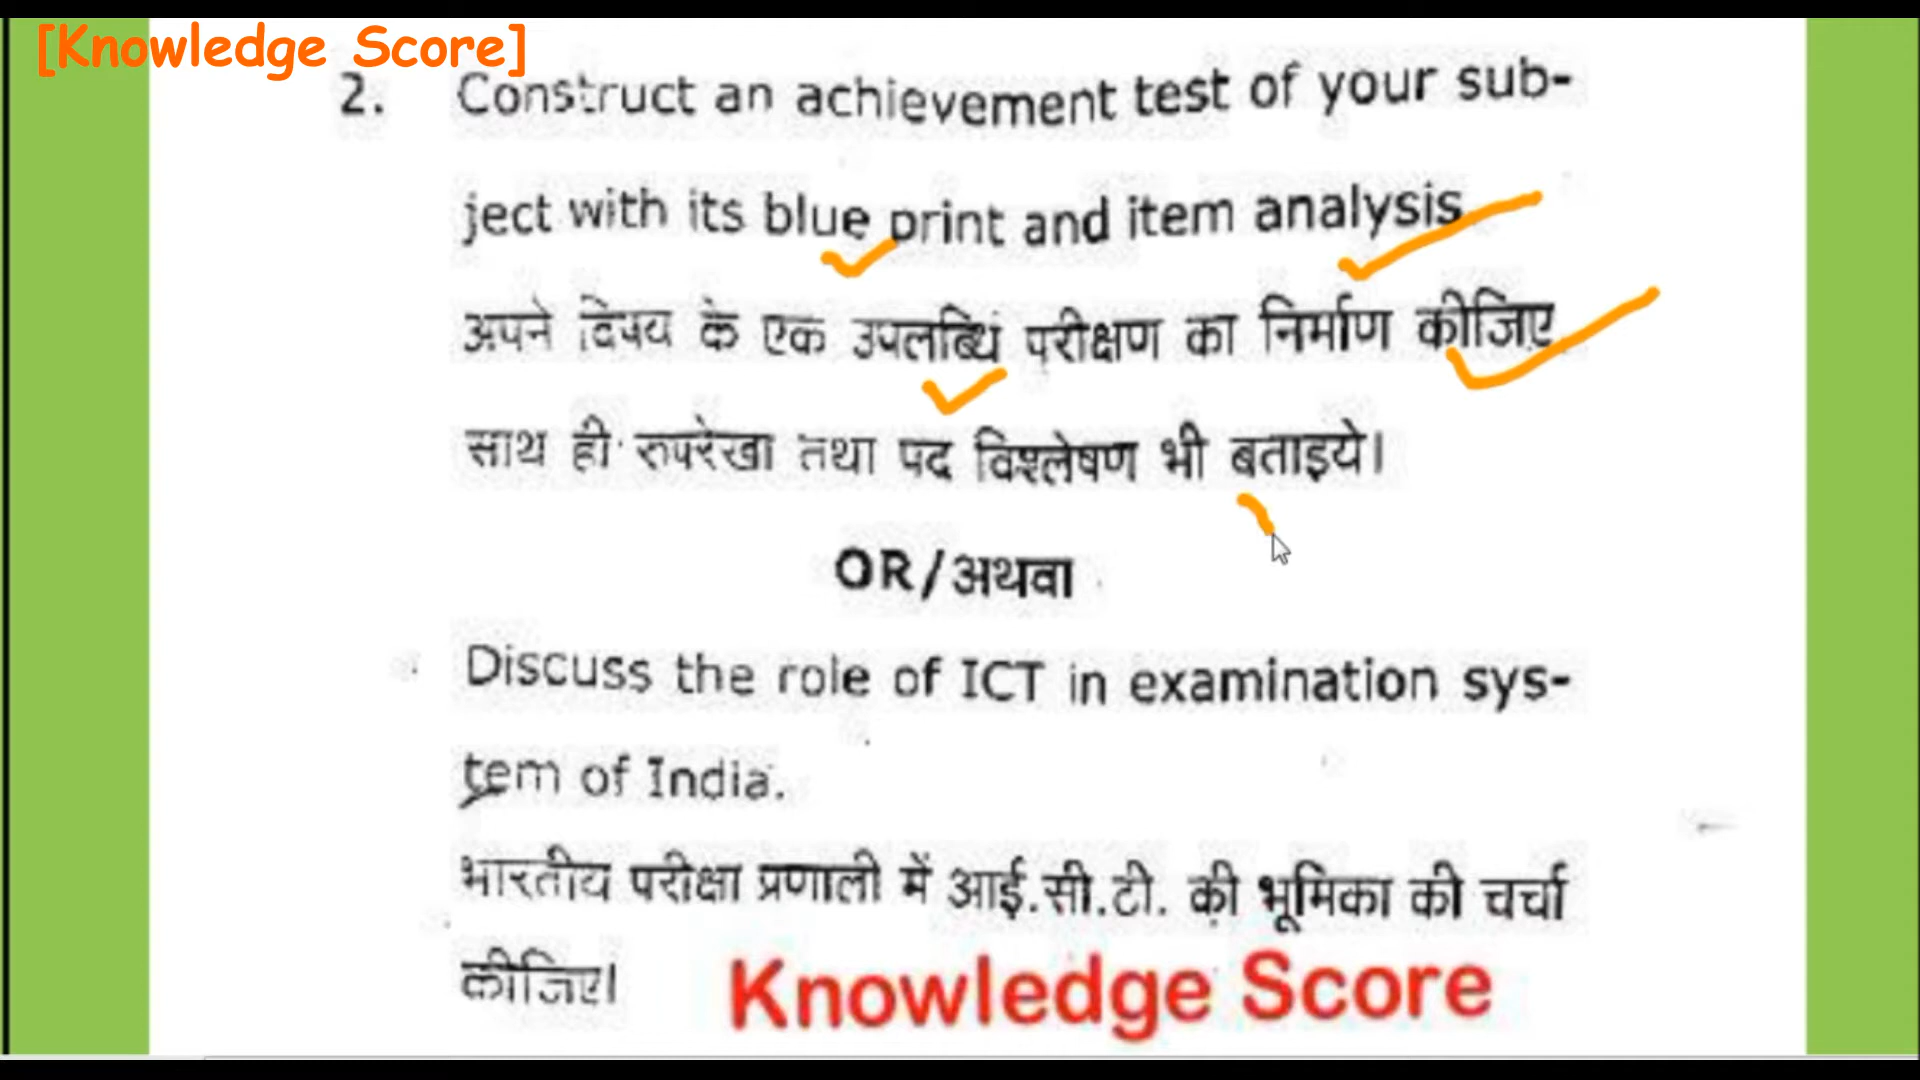 [Knowledge Score]
2. Construct an achievement test of your sub-
ject with its blue print and item analysis
अपने विषय के एक उपलब्धि परीक्षण का निर्माण कीजिए
साथ ही रुपरेखा तथा पद विश्लेषण भी बताइये।
OR/अथवा
Discuss the role of ICT in examination sys-
tem of India.
भारतीय परीक्षा प्रणाली में आई.सी.टी. की भूमिका की चर्चा
कीजिए।
Knowledge Score